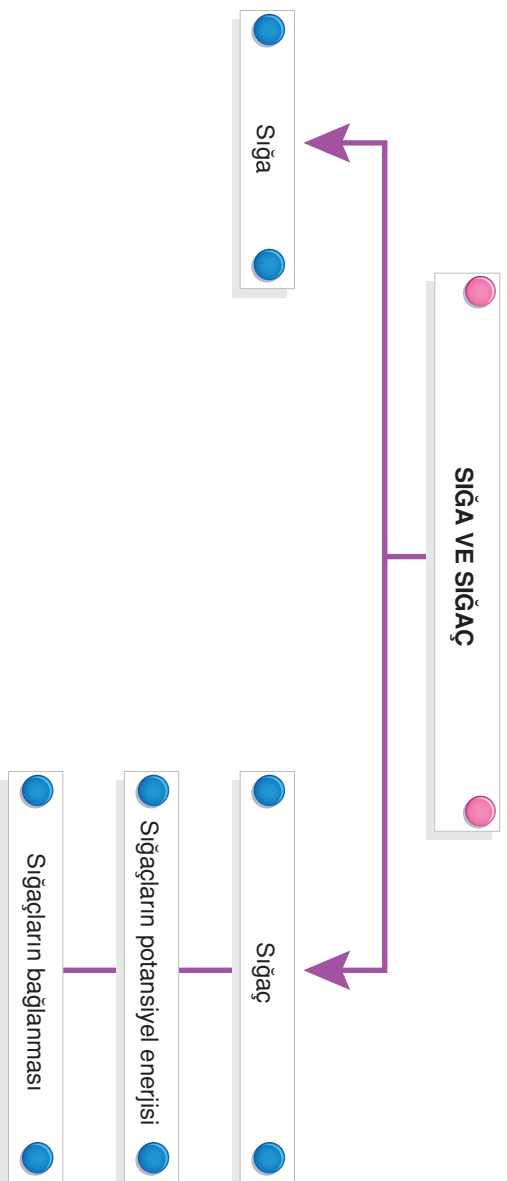 SIĞA VE SIĞAÇ
Sığa
Sığaç
Sığaçların potansiyel enerjisi
Sığaçların bağlanması